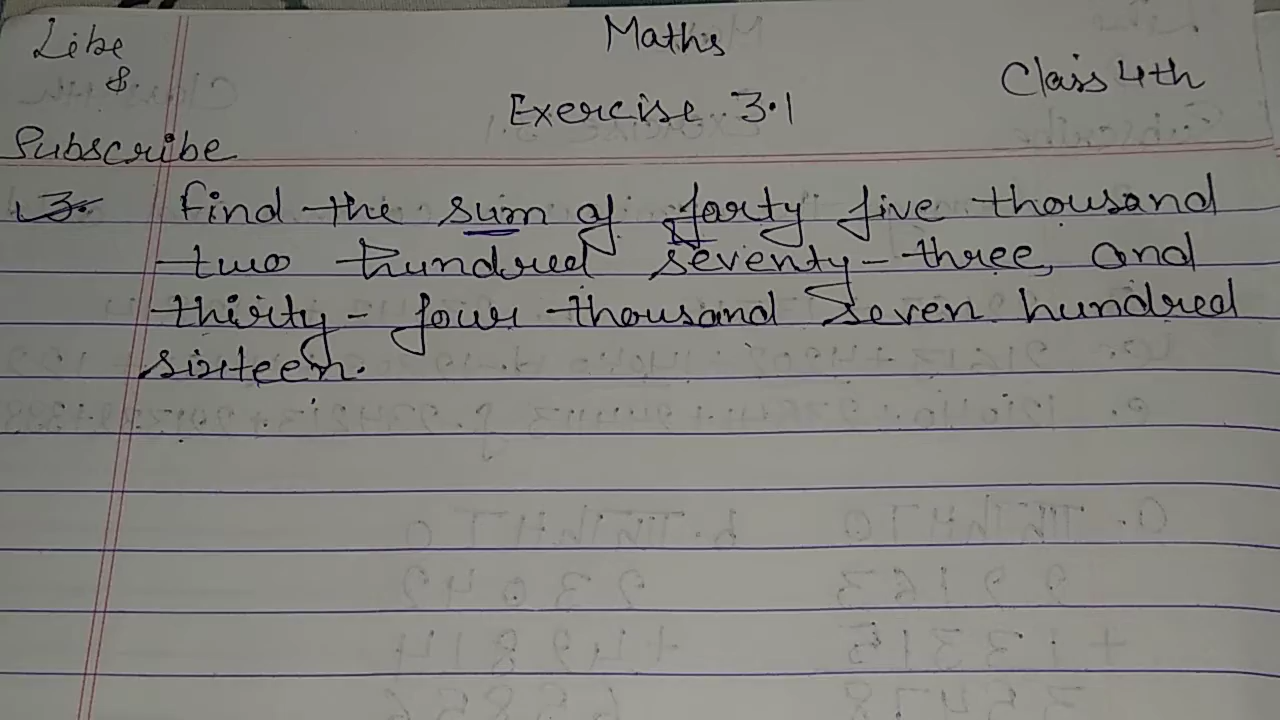 Maths
Like
&
Subscribe
Class 4th
Exercise 3.1
3. Find the sum of forty five thousand
two hundred seventy-three, and
thirty-four thousand seven hundred
sixteen.